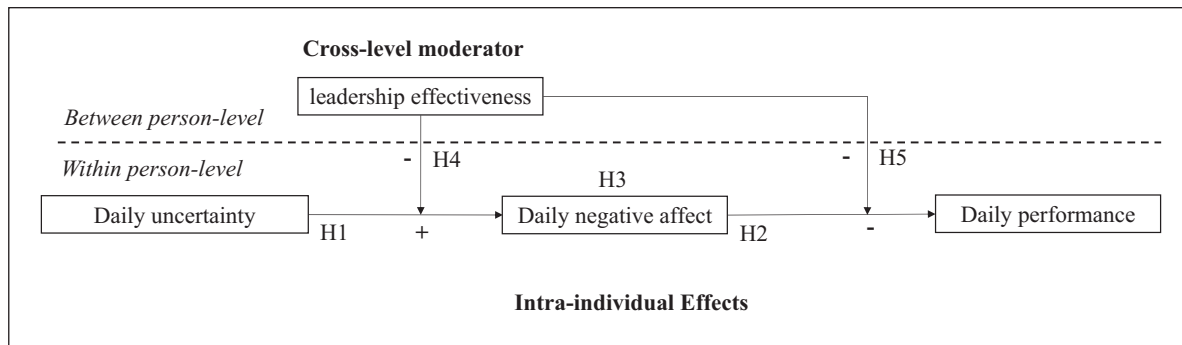 Cross-level moderator
leadership effectiveness
Between person-level
Within person-level
- H4
- H5
H3
Daily uncertainty
Daily negative affect
Daily performance
H1
+
H2
-
Intra-individual Effects